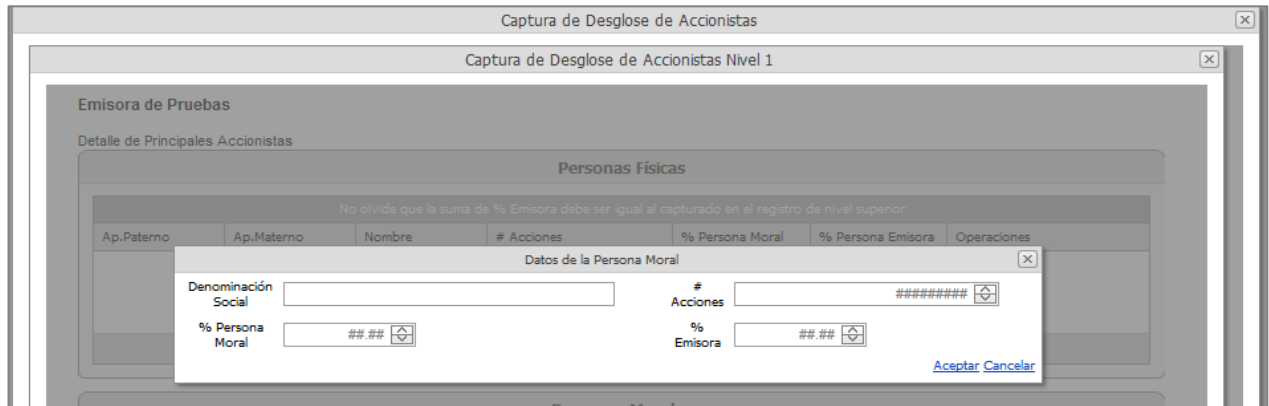 Captura de Desglose de Accionistas
Captura de Desglose de Accionistas Nivel 1
Emisora de Pruebas
Detalle de Principales Accionistas
Personas Físicas
No olvide que la suma de % Emisora debe ser igual al capturado en el registro de nivel superior
Ap.Paterno Ap.Materno Nombre # Acciones % Persona Moral % Persona Emisora Operaciones
Datos de la Persona Moral
Denominación Social
# Acciones #########
% Persona Moral ##.##
% Emisora ##.##
Aceptar Cancelar